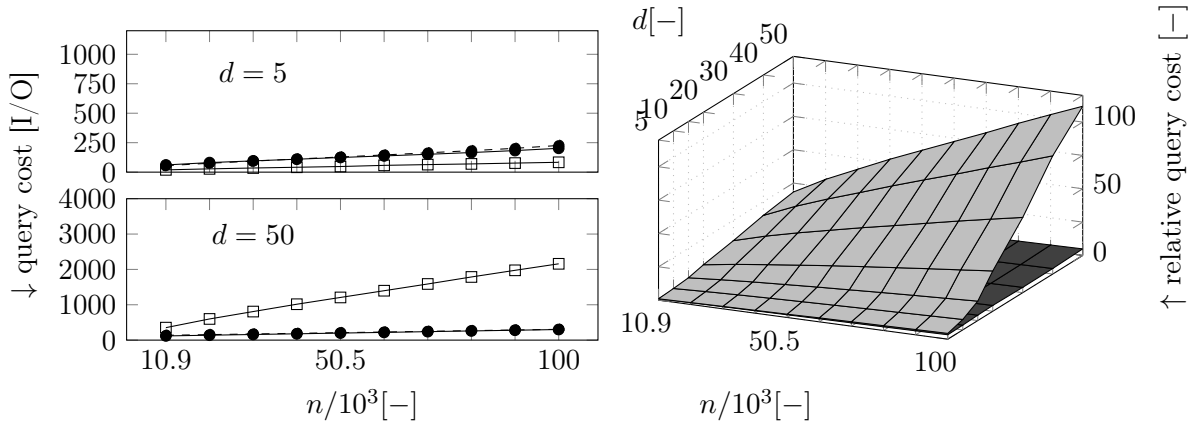 ↓ query cost [I/O]
1000
750
500
250
0
d = 5
4000
3000
2000
1000
0
d = 50
10.9 50.5 100
n/10³[−]
d[−]
5 10 20 30 40 50
↑ relative query cost [−]
100
50
0
10.9 50.5 100
n/10³[−]